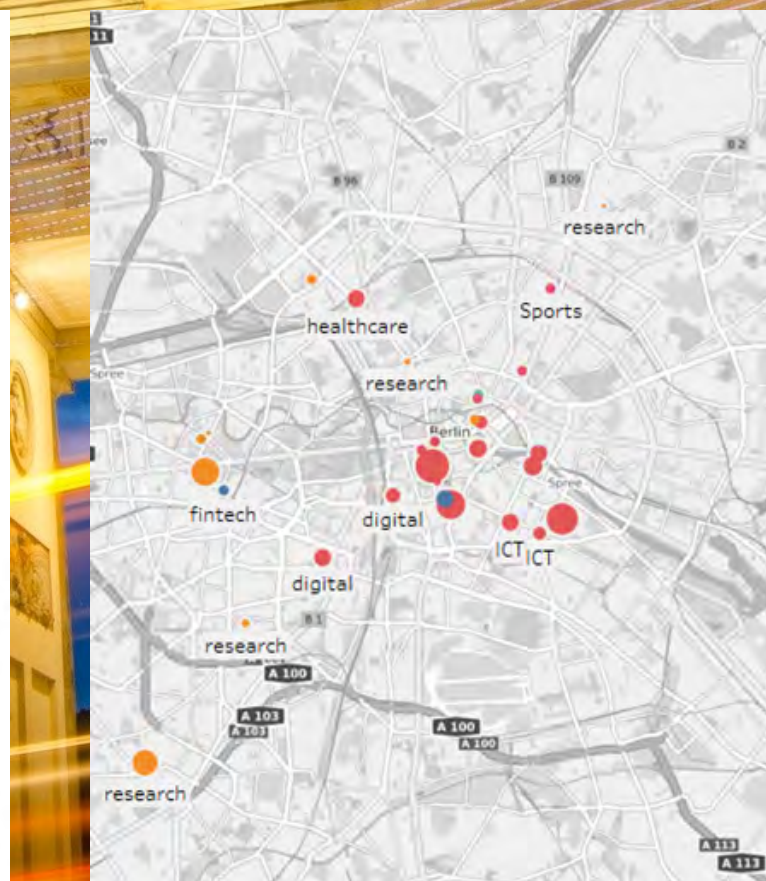 11
B 2
B 96
B 109
research
Sports
healthcare
Spree
research
Berlin
Spree
fintech
digital
ICT
ICT
digital
B 1
research
A 100
A 103
A 103
A 100
A 100
research
A 113
A 113